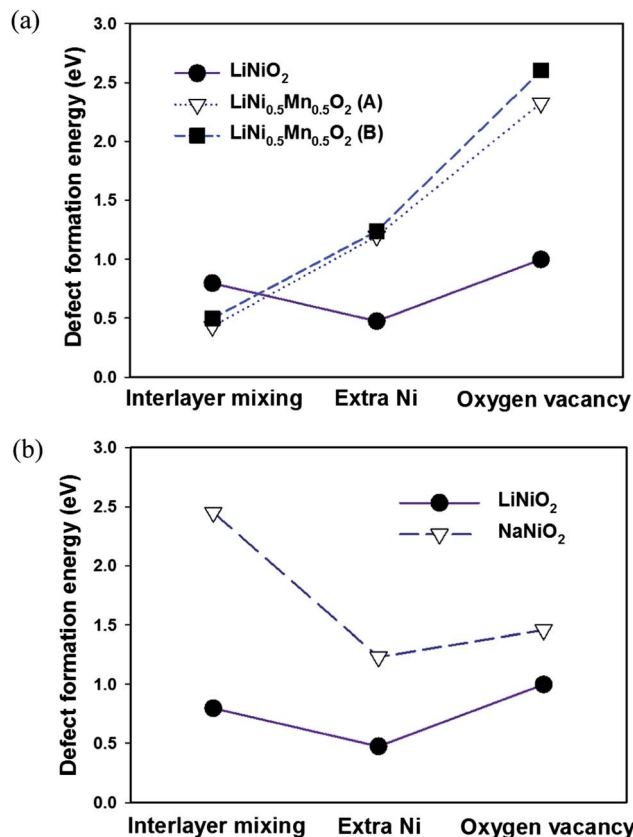 (a)
Defect formation energy (eV)
3.0
2.5
2.0
1.5
1.0
0.5
0.0
LiNiO₂
LiNi₀.₅Mn₀.₅O₂ (A)
LiNi₀.₅Mn₀.₅O₂ (B)
Interlayer mixing Extra Ni Oxygen vacancy
(b)
Defect formation energy (eV)
3.0
2.5
2.0
1.5
1.0
0.5
0.0
LiNiO₂
NaNiO₂
Interlayer mixing Extra Ni Oxygen vacancy